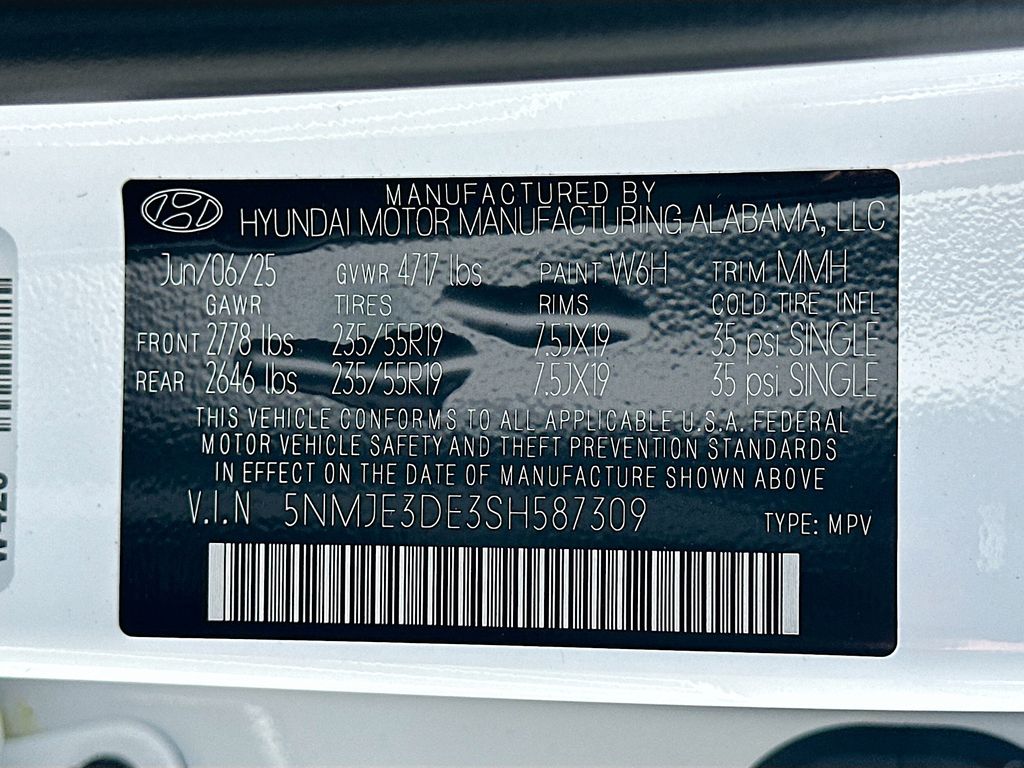 MANUFACTURED BY
HYUNDAI MOTOR MANUFACTURING ALABAMA, LLC
Jun/06/25 GVWR 4717 lbs PAINT W6H TRIM MMH
GAWR TIRES RIMS COLD TIRE INFL
FRONT 2778 lbs 235/55R19 7.5JX19 35 psi SINGLE
REAR 2646 lbs 235/55R19 7.5JX19 35 psi SINGLE
THIS VEHICLE CONFORMS TO ALL APPLICABLE U.S.A. FEDERAL
MOTOR VEHICLE SAFETY AND THEFT PREVENTION STANDARDS
IN EFFECT ON THE DATE OF MANUFACTURE SHOWN ABOVE
V.I.N 5NMJE3DE3SH587309 TYPE: MPV